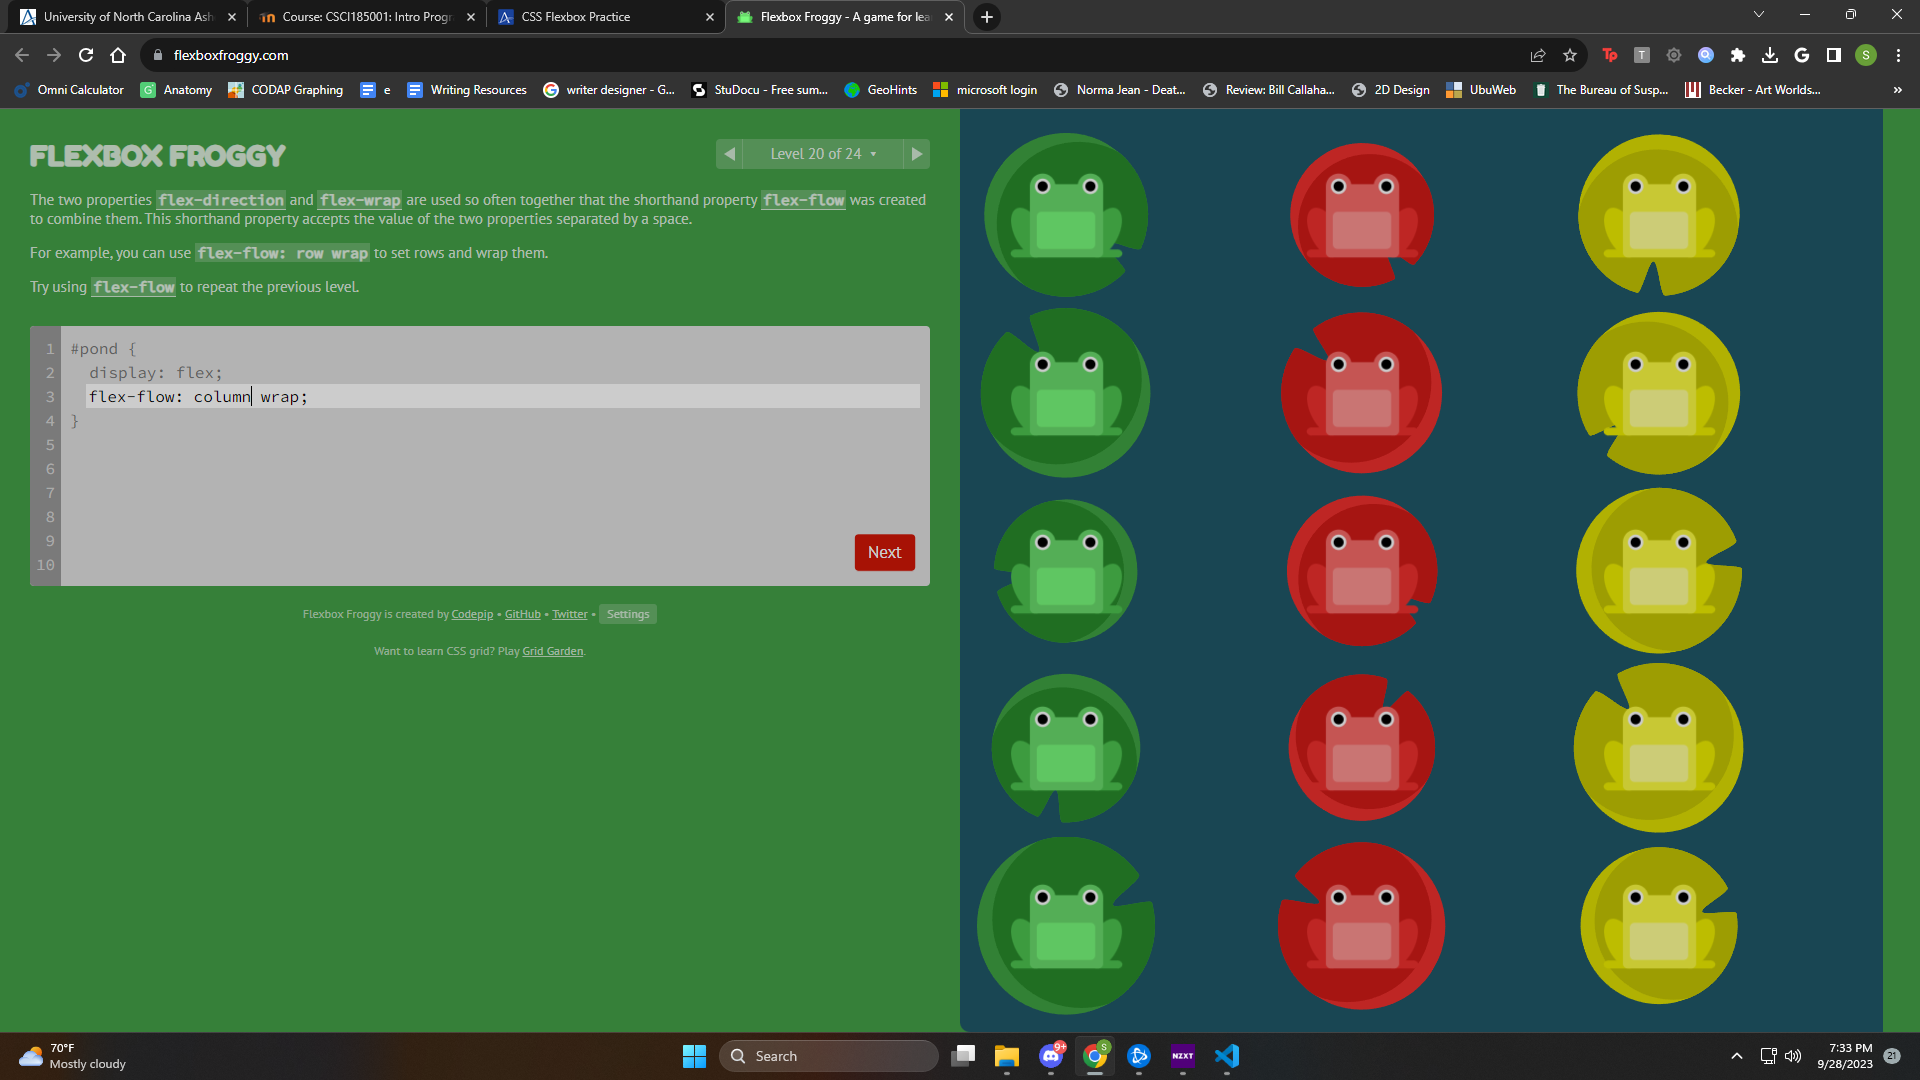 University of North Carolina Ash
Course: CSCI185001: Intro Progr
CSS Flexbox Practice
Flexbox Froggy - A game for lea
flexboxfroggy.com
Tp
T
G
S
Omni Calculator
Anatomy
CODAP Graphing
e
Writing Resources
writer designer - G...
StuDocu - Free sum...
GeoHints
microsoft login
Norma Jean - Deat...
Review: Bill Callaha...
2D Design
UbuWeb
The Bureau of Susp...
Becker - Art Worlds...
»
FLEXBOX FROGGY
Level 20 of 24
The two properties flex-direction and flex-wrap are used so often together that the shorthand property flex-flow was created
to combine them. This shorthand property accepts the value of the two properties separated by a space.
For example, you can use flex-flow: row wrap to set rows and wrap them.
Try using flex-flow to repeat the previous level.
1 #pond {
2 display: flex;
3 flex-flow: column wrap;
4 }
5
6
7
8
9
10
Next
Flexbox Froggy is created by Codepip • GitHub • Twitter • Settings
Want to learn CSS grid? Play Grid Garden.
70°F
Mostly cloudy
Search
9+
S
NZXT
7:33 PM
9/28/2023
21